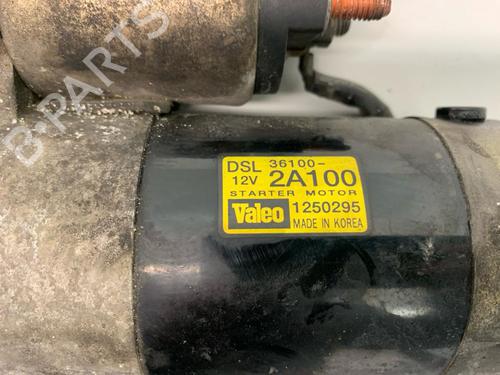 B-PARTS
DSL 36100-
12V 2A100
STARTER MOTOR
Valeo 1250295
MADE IN KOREA